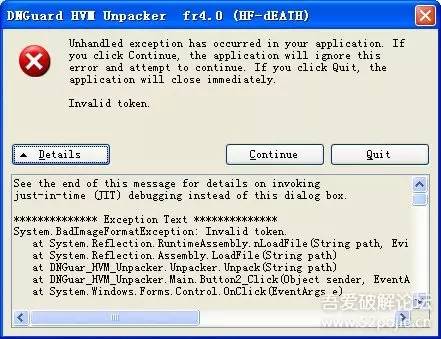 DNGuard HVM Unpacker  fr4.0 (HF-dEATH)
Unhandled exception has occurred in your application. If
you click Continue, the application will ignore this
error and attempt to continue. If you click Quit, the
application will close immediately.
Invalid token.
Details
Continue
Quit
See the end of this message for details on invoking
just-in-time (JIT) debugging instead of this dialog box.
************** Exception Text **************
System.BadImageFormatException: Invalid token.
at System.Reflection.RuntimeAssembly.nLoadFile(String path, Evi
at System.Reflection.Assembly.LoadFile(String path)
at DNGuar_HVM_Unpacker.Unpacker.Unpack(String path)
at DNGuar_HVM_Unpacker.Main.Button2_Click(Object sender, EventA
at System.Windows.Forms.Control.OnClick(EventArgs e)
吾爱破解论坛
www.52pojie.cn